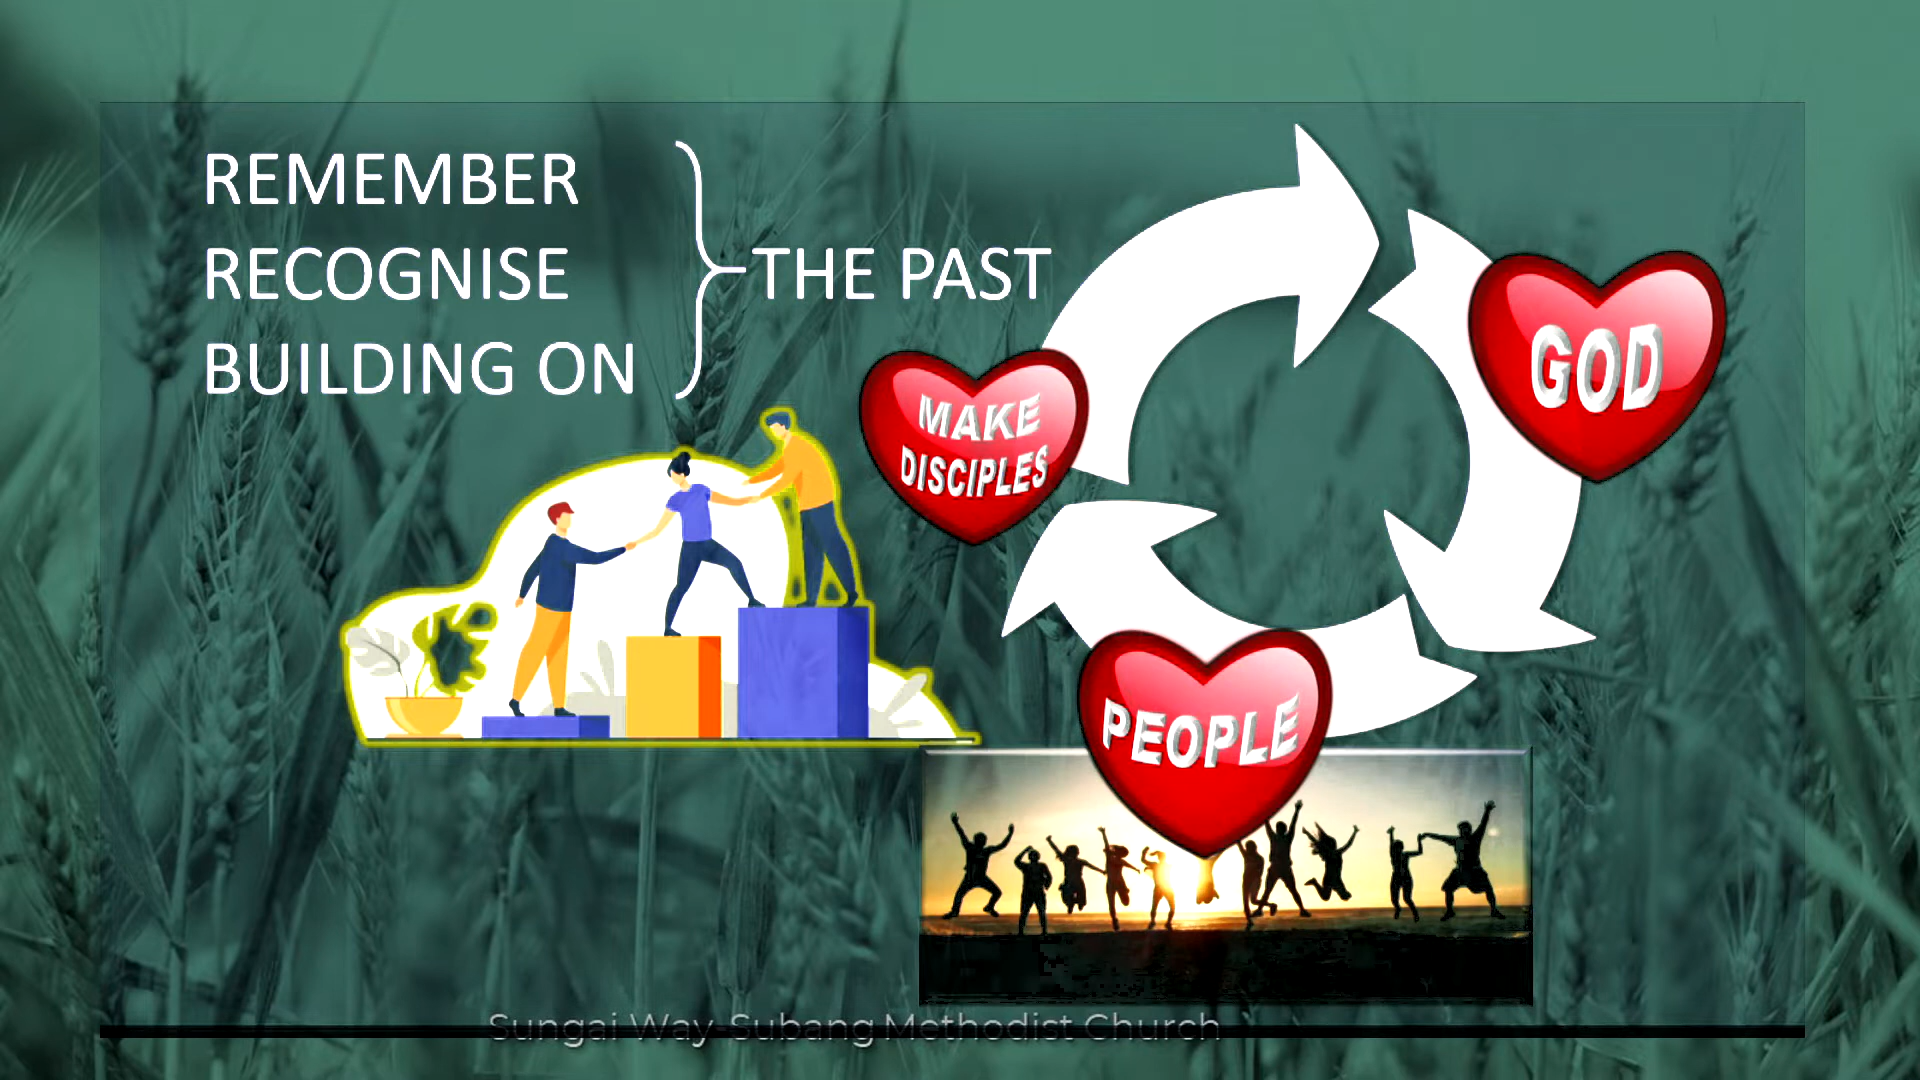 REMEMBER
RECOGNISE
BUILDING ON
THE PAST
GOD
MAKE
DISCIPLES
PEOPLE
Sungai Way-Subang Methodist Church